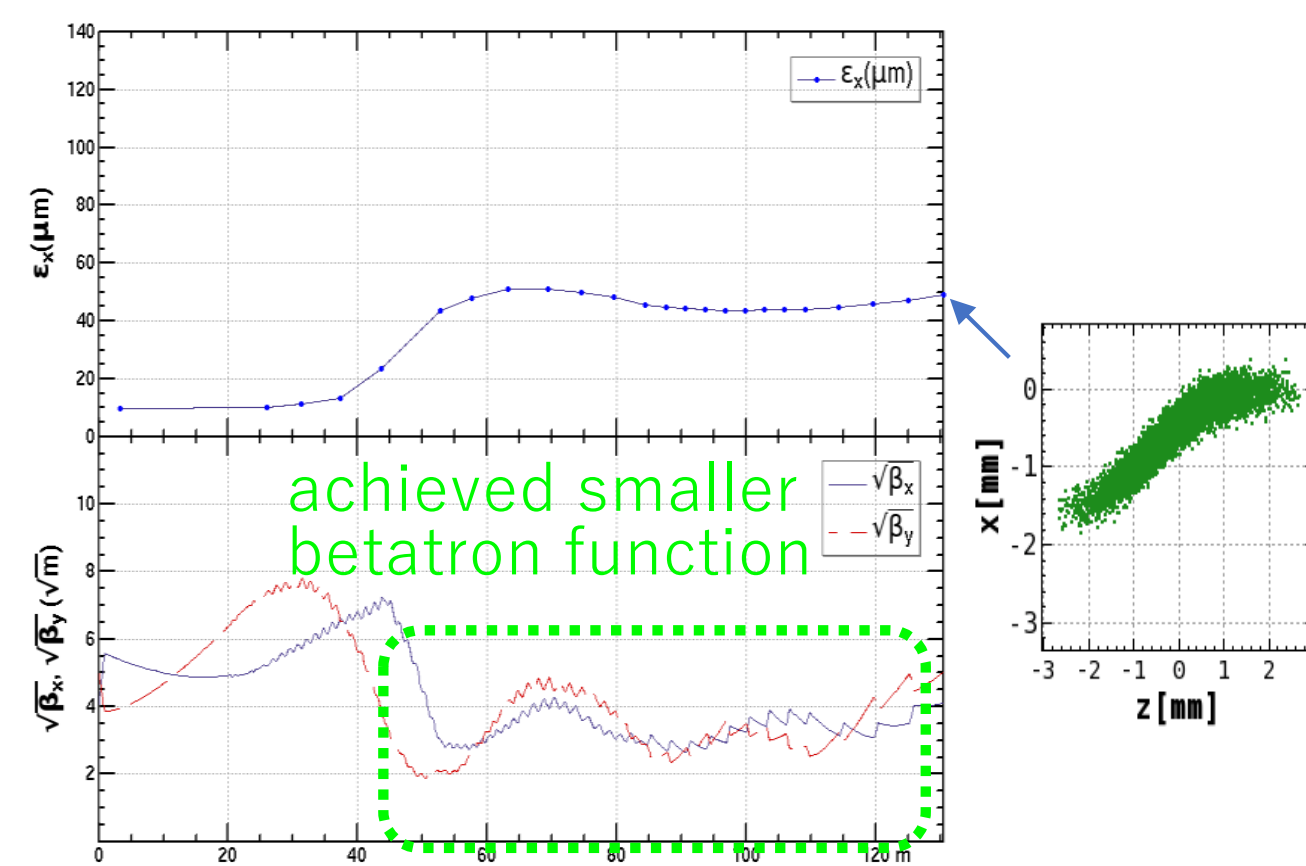 140
120
100
80
60
40
20
0
εx(μm)
εx(μm)
achieved smaller
betatron function
√βx
√βy
10
8
6
4
2
√βx, √βy (√m)
0 20 40 60 80 100 120 m
0
-1
-2
-3
x[mm]
-3 -2 -1 0 1 2
z[mm]